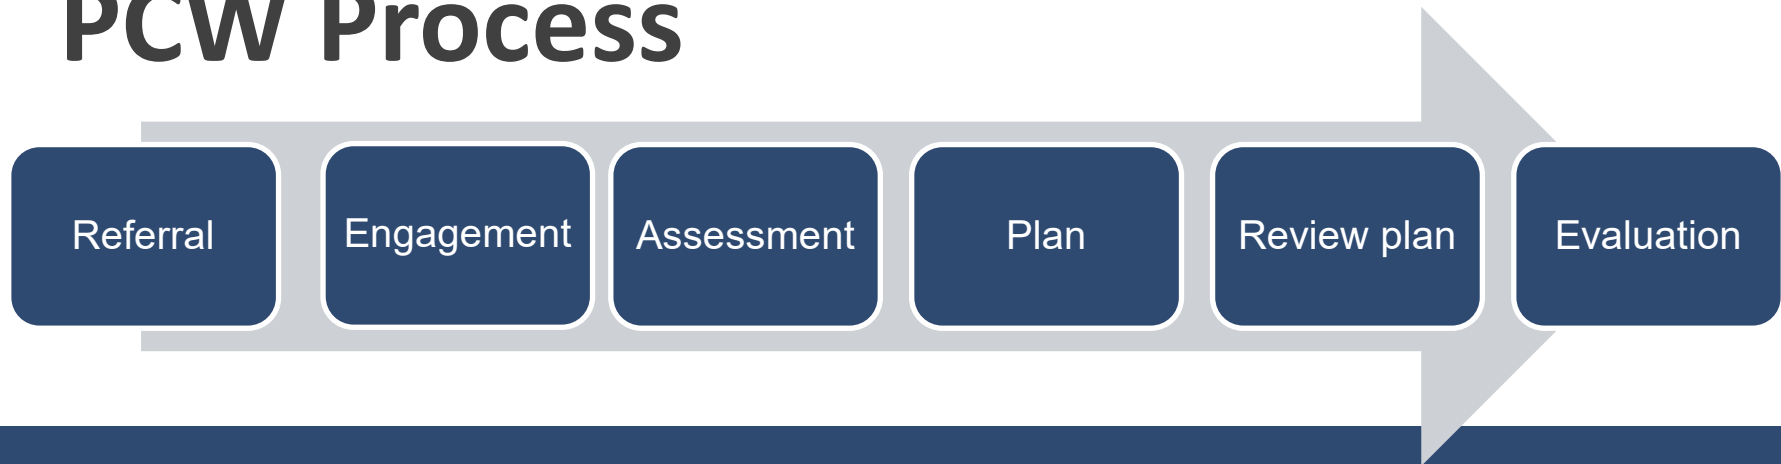 PCW Process
Referral
Engagement
Assessment
Plan
Review plan
Evaluation